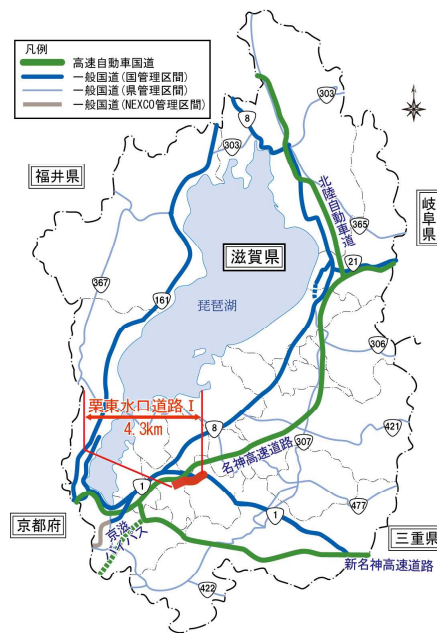 凡例
高速自動車国道
一般国道(国管理区間)
一般国道(県管理区間)
一般国道(NEXCO管理区間)
303
8
303
福井県
北陸自動車道
岐阜県
365
滋賀県
21
367
161
琵琶湖
306
栗東水口道路Ⅰ
4.3km
8
421
307
名神高速道路
477
1
1
京都府
京滋バイパス
三重県
新名神高速道路
422